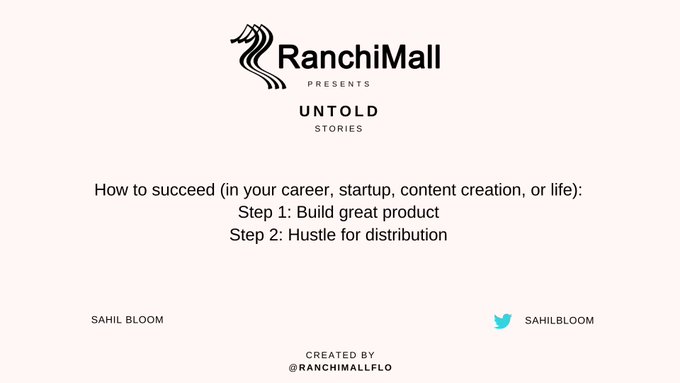 RanchiMall
PRESENTS
UNTOLD
STORIES
How to succeed (in your career, startup, content creation, or life):
Step 1: Build great product
Step 2: Hustle for distribution
SAHIL BLOOM
SAHILBLOOM
CREATED BY
@RANCHIMALLFLO